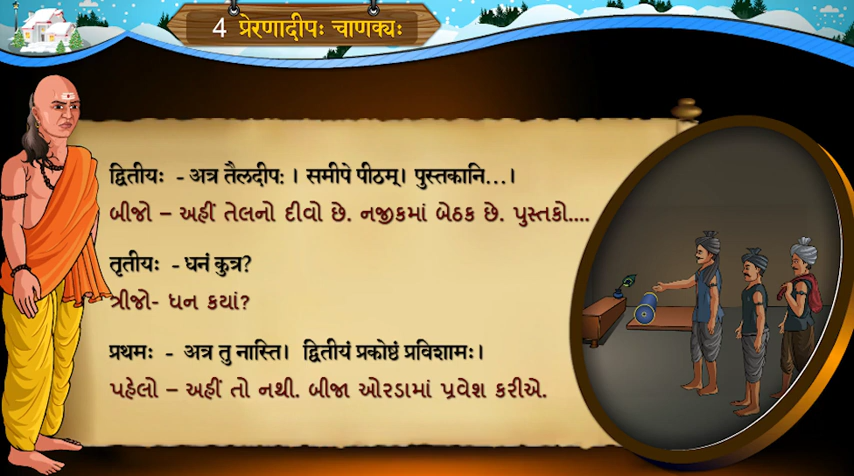 4 प्रेरणादीपः चाणक्यः
द्वितीयः - अत्र तैलदीपः । समीपे पीठम्। पुस्तकानि...।
બીજો – અહીં તેલનો દીવો છે. નજીકમાં બેઠક છે. પુસ્તકો....
तृतीयः - धनं कुत्र?
ત્રીજો- ધન કયાં?
प्रथमः - अत्र तु नास्ति। द्वितीयं प्रकोष्ठं प्रविशामः।
પહેલો – અહીં તો નથી. બીજા ઓરડામાં પ્રવેશ કરીએ.